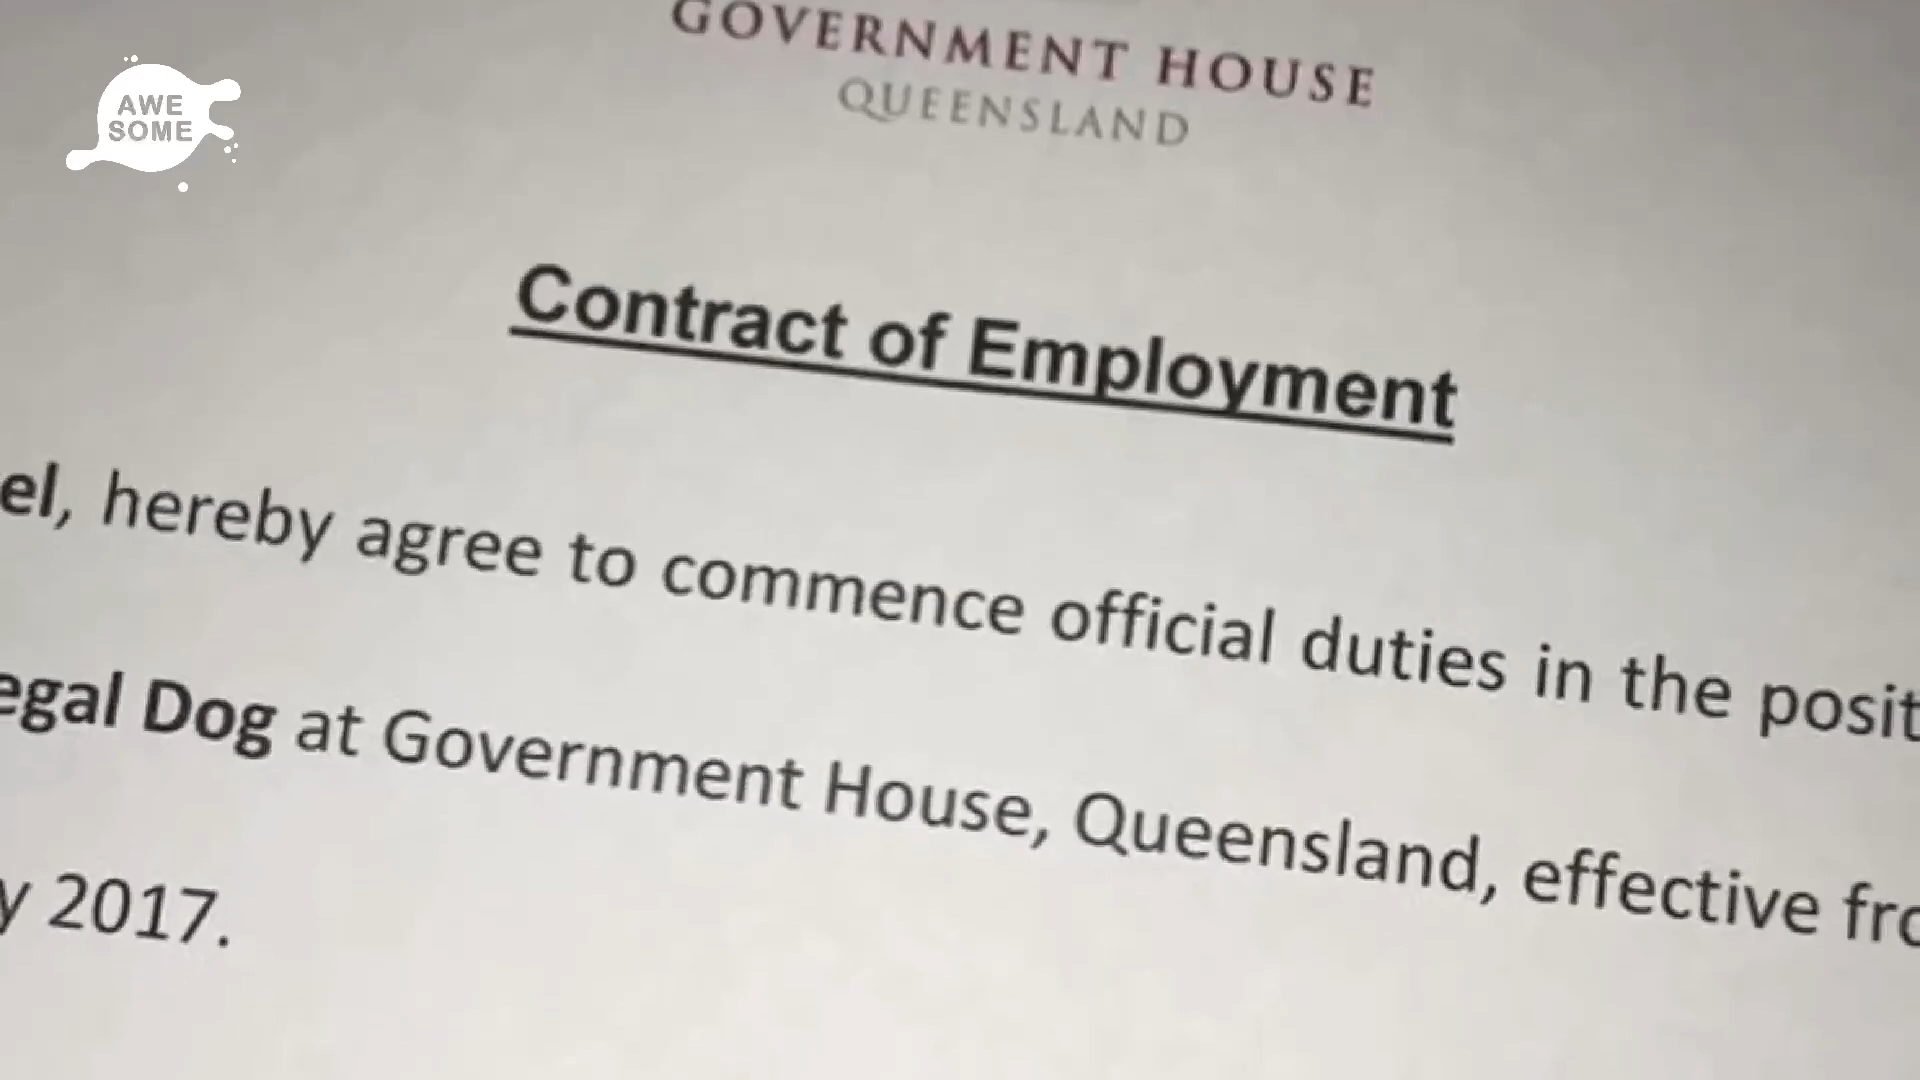 AWE
SOME
GOVERNMENT HOUSE
QUEENSLAND
Contract of Employment
el, hereby agree to commence official duties in the posit
egal Dog at Government House, Queensland, effective fro
y 2017.